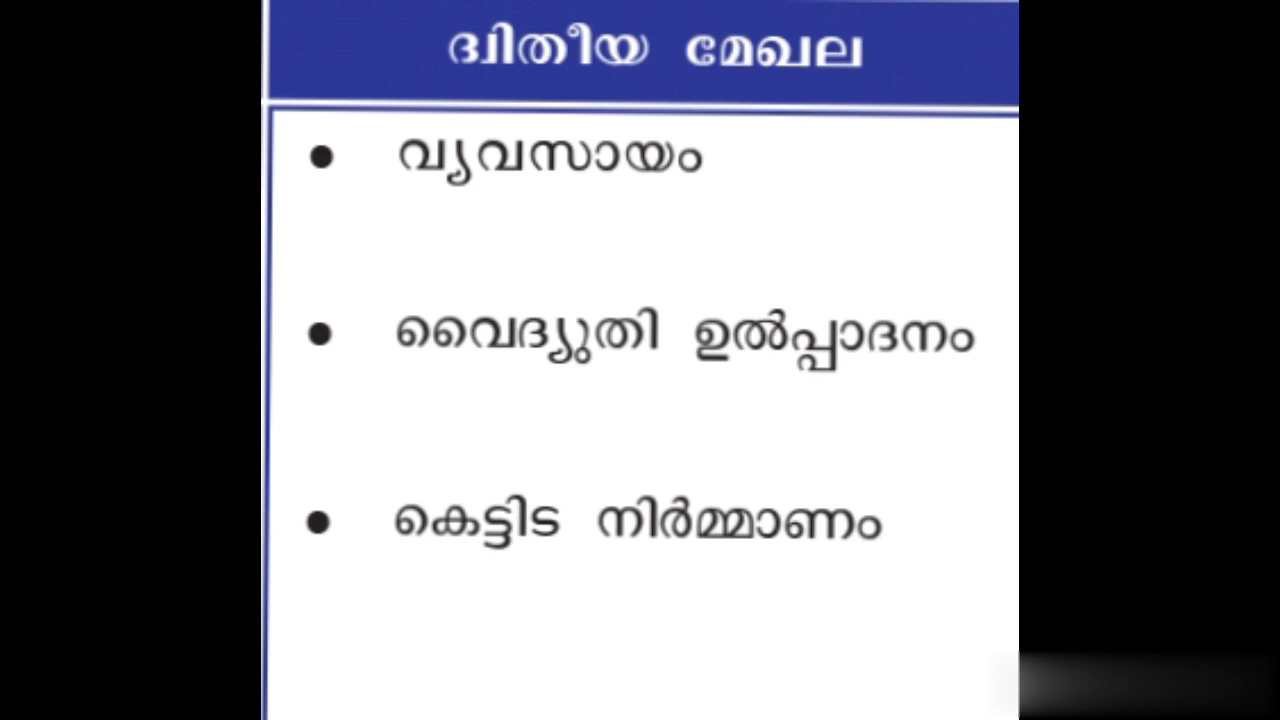 ദ്വിതീയ മേഖല
• വ്യവസായം
• വൈദ്യുതി ഉൽപ്പാദനം
• കെട്ടിട നിർമ്മാണം